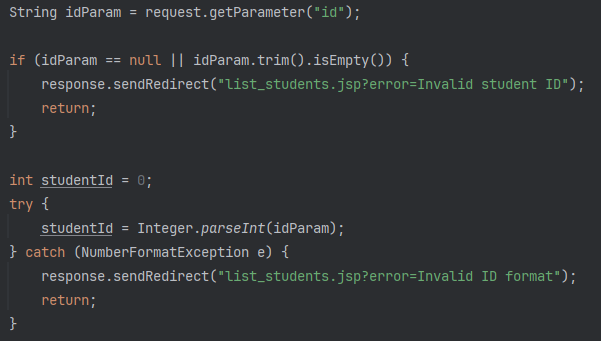 String idParam = request.getParameter("id");

if (idParam == null || idParam.trim().isEmpty()) {
    response.sendRedirect("list_students.jsp?error=Invalid student ID");
    return;
}

int studentId = 0;
try {
    studentId = Integer.parseInt(idParam);
} catch (NumberFormatException e) {
    response.sendRedirect("list_students.jsp?error=Invalid ID format");
    return;
}